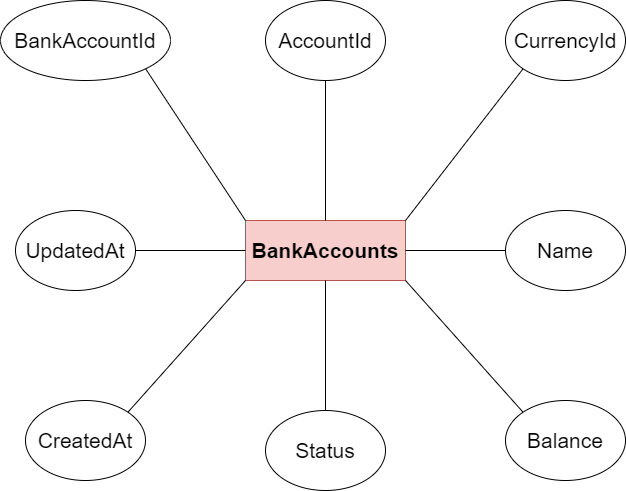 BankAccountId
AccountId
CurrencyId
UpdatedAt
BankAccounts
Name
CreatedAt
Status
Balance